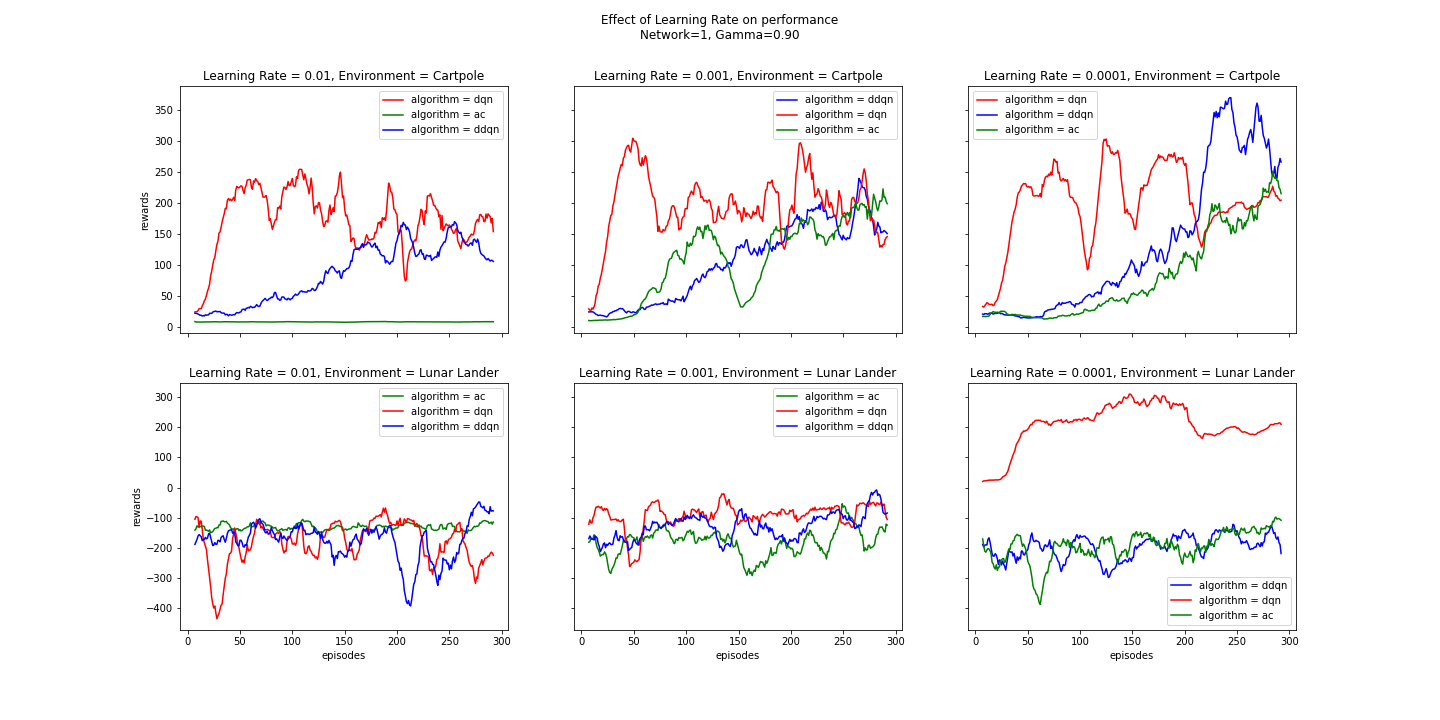 Effect of Learning Rate on performance
Network=1, Gamma=0.90
Learning Rate = 0.01, Environment = Cartpole
algorithm = dqn
algorithm = ac
algorithm = ddqn
350
300
250
200
150
100
50
0
rewards
Learning Rate = 0.001, Environment = Cartpole
algorithm = ddqn
algorithm = dqn
algorithm = ac
Learning Rate = 0.0001, Environment = Cartpole
algorithm = dqn
algorithm = ddqn
algorithm = ac
Learning Rate = 0.01, Environment = Lunar Lander
algorithm = ac
algorithm = dqn
algorithm = ddqn
300
200
100
0
−100
−200
−300
−400
rewards
0 50 100 150 200 250 300
episodes
Learning Rate = 0.001, Environment = Lunar Lander
algorithm = ac
algorithm = dqn
algorithm = ddqn
0 50 100 150 200 250 300
episodes
Learning Rate = 0.0001, Environment = Lunar Lander
algorithm = ddqn
algorithm = dqn
algorithm = ac
0 50 100 150 200 250 300
episodes